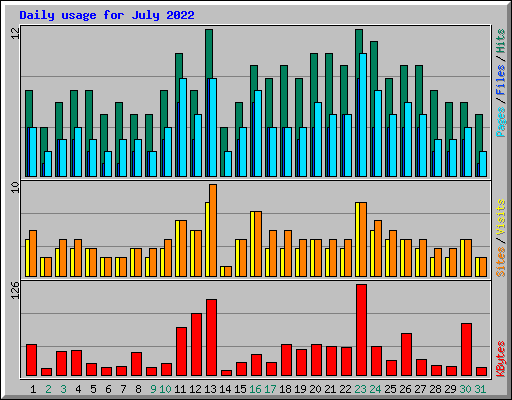 Daily usage for July 2022
12
Pages / Files / Hits
10
Sites / Visits
126
KBytes
1 2 3 4 5 6 7 8 9 10 11 12 13 14 15 16 17 18 19 20 21 22 23 24 25 26 27 28 29 30 31